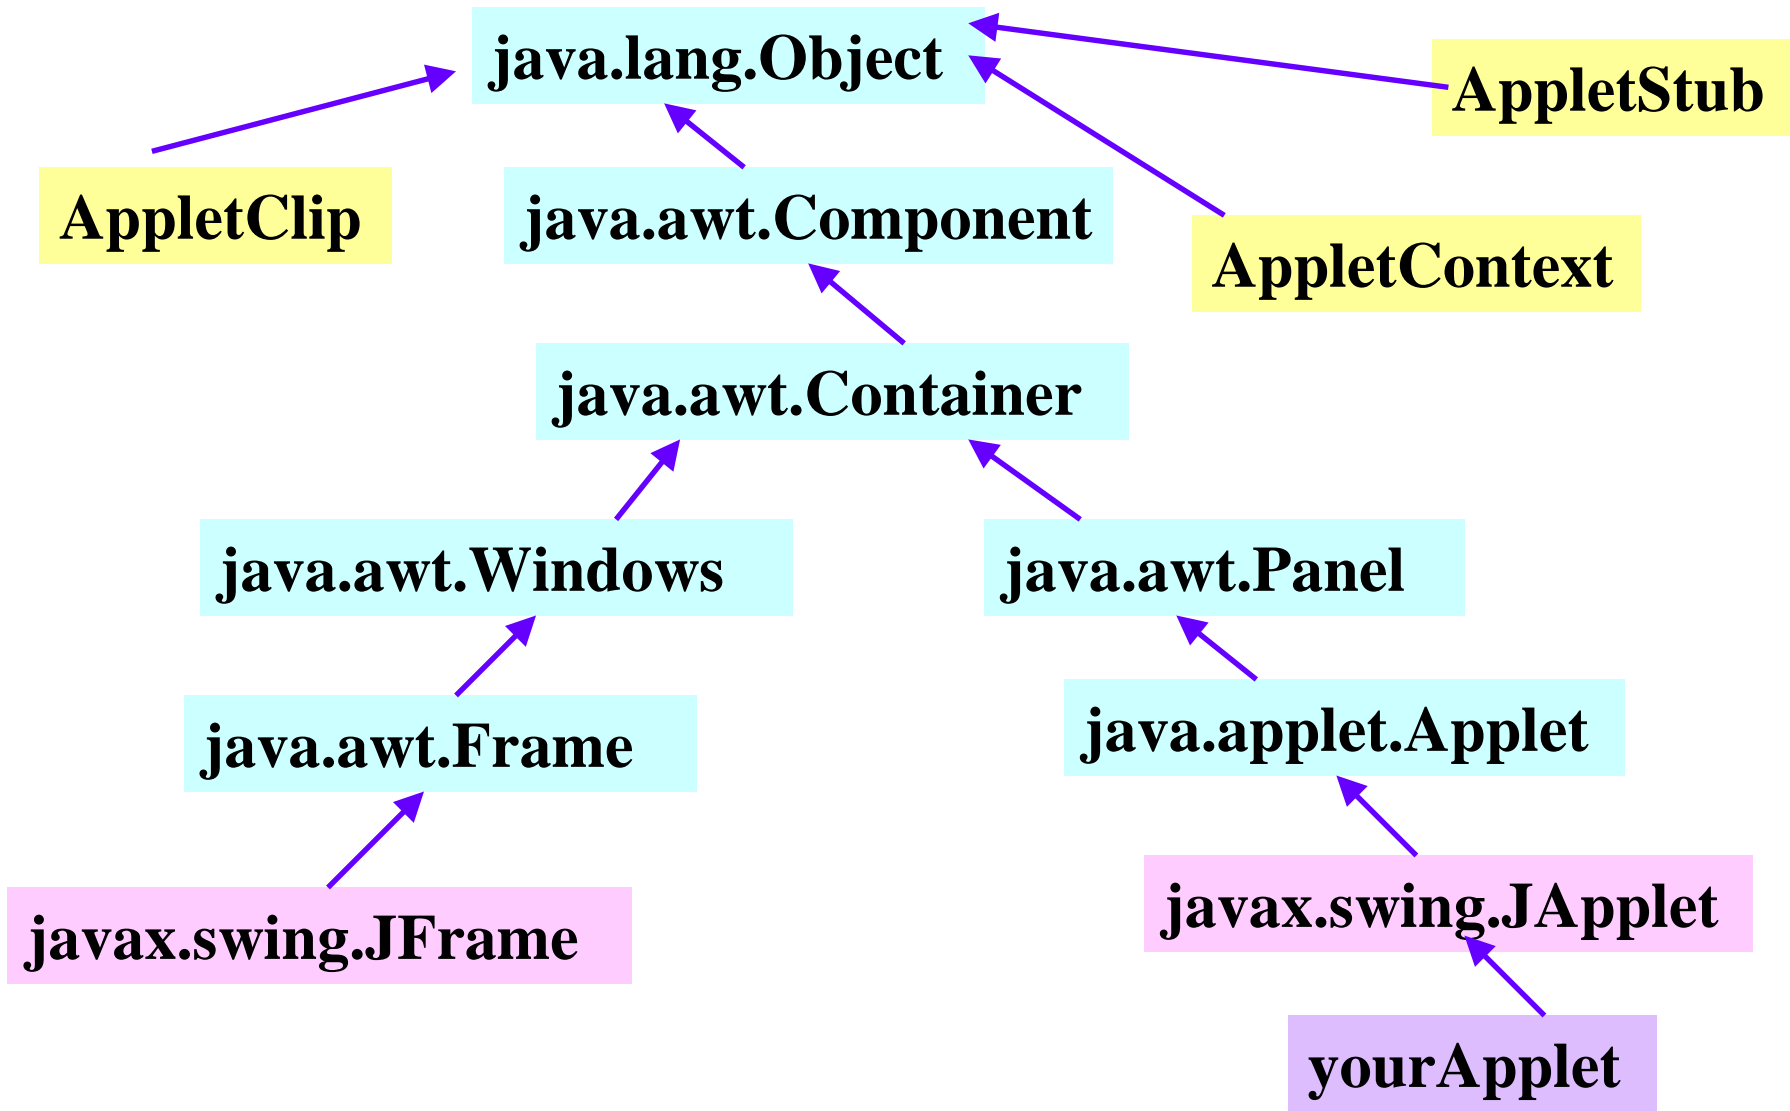 java.lang.Object
AppletStub
AppletClip
java.awt.Component
AppletContext
java.awt.Container
java.awt.Windows
java.awt.Panel
java.awt.Frame
java.applet.Applet
javax.swing.JFrame
javax.swing.JApplet
yourApplet